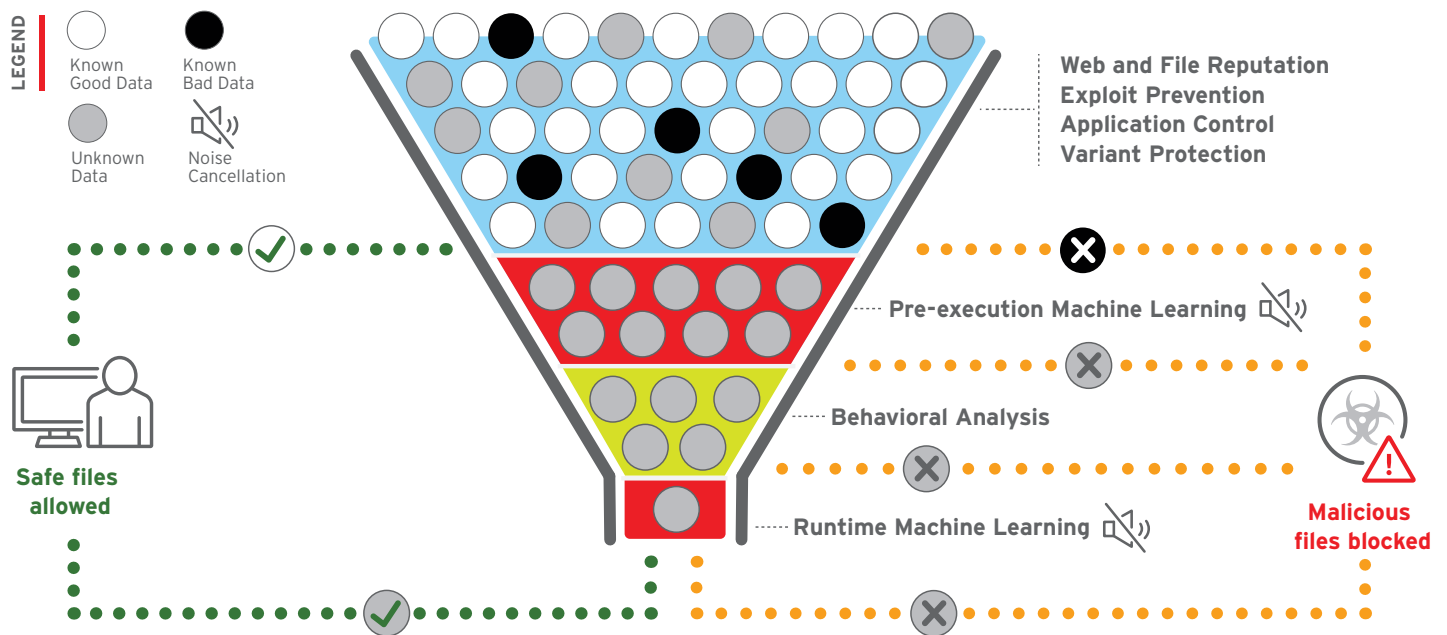 LEGEND
Known
Good Data
Known
Bad Data
Unknown
Data
Noise
Cancellation
Web and File Reputation
Exploit Prevention
Application Control
Variant Protection
Pre-execution Machine Learning
Behavioral Analysis
Runtime Machine Learning
Safe files
allowed
!
Malicious
files blocked